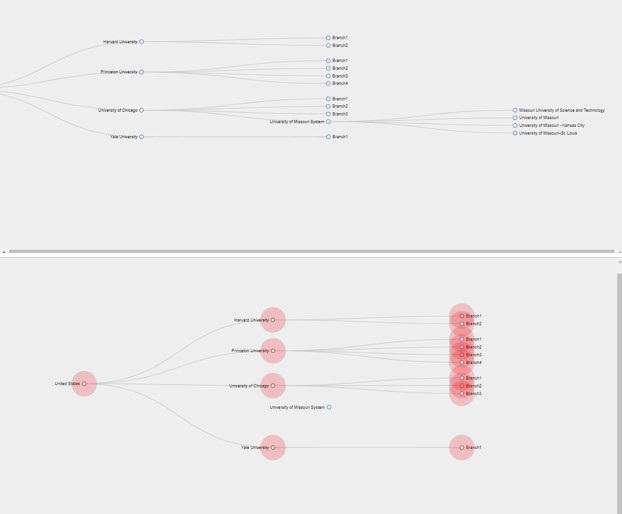 Harvard University
Branch1
Branch2
Princeton University
Branch1
Branch2
Branch3
Branch4
University of Chicago
Branch1
Branch2
Branch3
University of Missouri System
Missouri University of Science and Technology
University of Missouri
University of Missouri - Kansas City
University of Missouri–St. Louis
Yale University
Branch1
United States
Harvard University
Branch1
Branch2
Princeton University
Branch1
Branch2
Branch3
Branch4
University of Chicago
Branch1
Branch2
Branch3
University of Missouri System
Yale University
Branch1